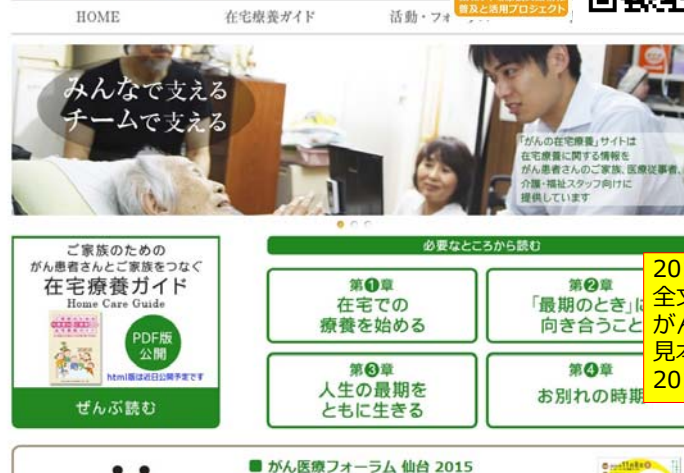 普及と活用プロジェクト
HOME
在宅療養ガイド
活動・フォ
みんなで支える
チームで支える
「がんの在宅療養」サイトは
在宅療養に関する情報を
がん患者さんのご家族、医療従事者、
介護・福祉スタッフ向けに
提供しています
ご家族のための
がん患者さんとご家族をつなぐ
在宅療養ガイド
Home Care Guide
PDF版
公開
html版は近日公開予定です
ぜんぶ読む
必要なところから読む
第❶章
在宅での
療養を始める
第❷章
「最期のとき」に
向き合うこと
第❸章
人生の最期を
ともに生きる
第❹章
お別れの時期
20
全文
がん
見本
20
■ がん医療フォーラム 仙台 2015